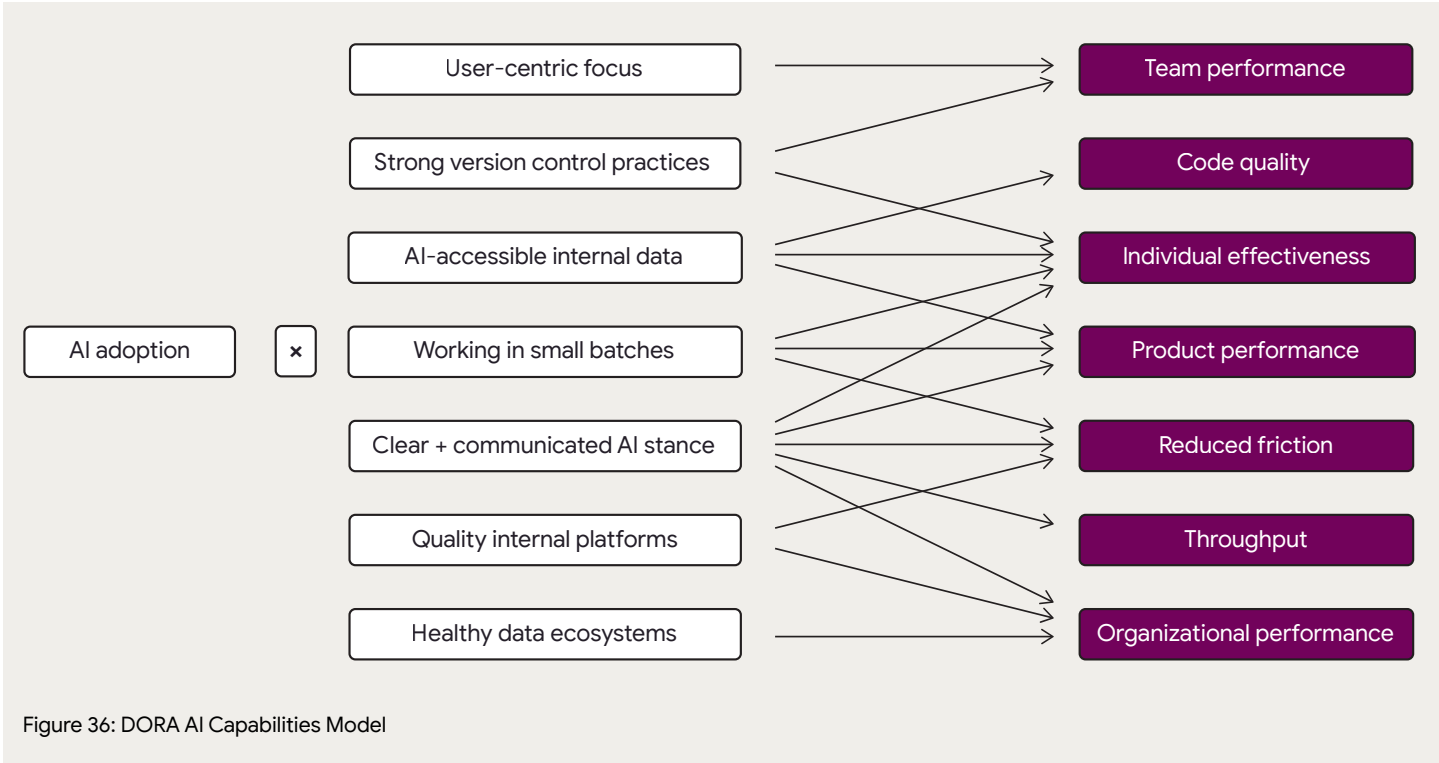 User-centric focus
Team performance
Strong version control practices
Code quality
AI-accessible internal data
Individual effectiveness
AI adoption
×
Working in small batches
Product performance
Clear + communicated AI stance
Reduced friction
Quality internal platforms
Throughput
Healthy data ecosystems
Organizational performance
Figure 36: DORA AI Capabilities Model